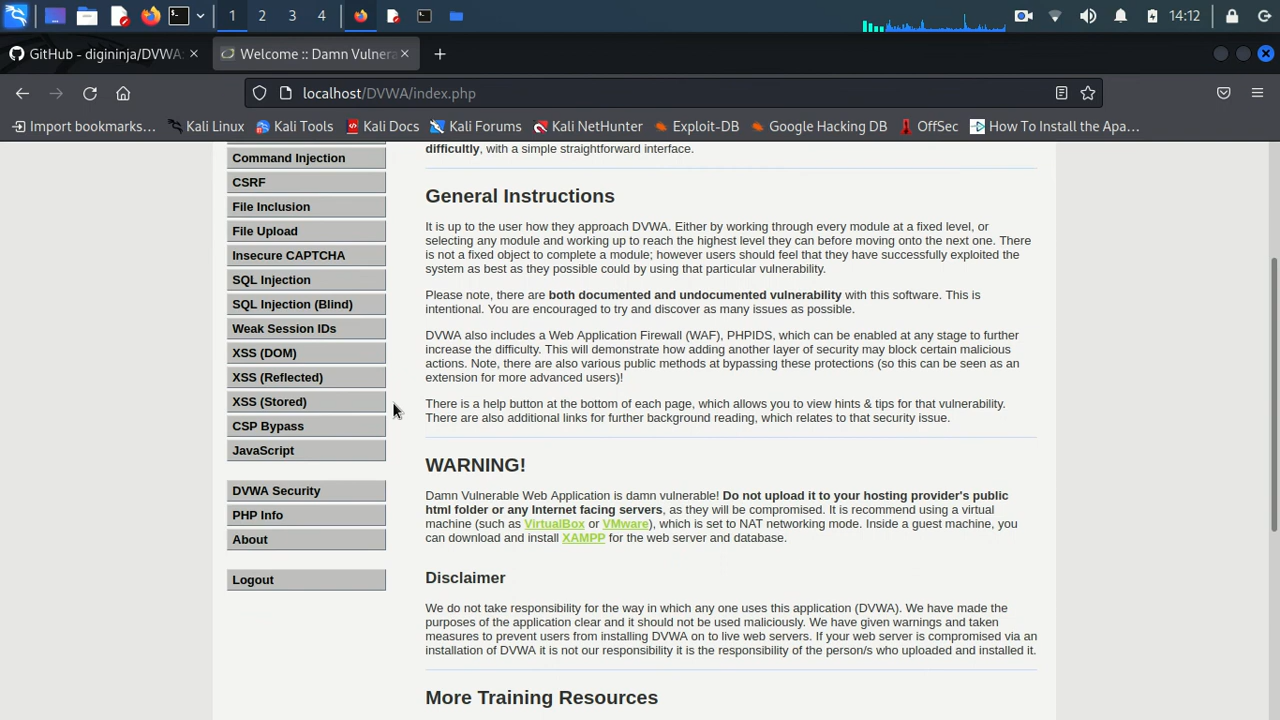 1 2 3 4 14:12
GitHub - digininja/DVWA: Welcome :: Damn Vulnera
localhost/DVWA/index.php
Import bookmarks... Kali Linux Kali Tools Kali Docs Kali Forums Kali NetHunter Exploit-DB Google Hacking DB OffSec How To Install the Apa...
Command Injection
CSRF
File Inclusion
File Upload
Insecure CAPTCHA
SQL Injection
SQL Injection (Blind)
Weak Session IDs
XSS (DOM)
XSS (Reflected)
XSS (Stored)
CSP Bypass
JavaScript
DVWA Security
PHP Info
About
Logout
difficultly, with a simple straightforward interface.
General Instructions
It is up to the user how they approach DVWA. Either by working through every module at a fixed level, or
selecting any module and working up to reach the highest level they can before moving onto the next one. There
is not a fixed object to complete a module; however users should feel that they have successfully exploited the
system as best as they possible could by using that particular vulnerability.
Please note, there are both documented and undocumented vulnerability with this software. This is
intentional. You are encouraged to try and discover as many issues as possible.
DVWA also includes a Web Application Firewall (WAF), PHPIDS, which can be enabled at any stage to further
increase the difficulty. This will demonstrate how adding another layer of security may block certain malicious
actions. Note, there are also various public methods at bypassing these protections (so this can be seen as an
extension for more advanced users)!
There is a help button at the bottom of each page, which allows you to view hints & tips for that vulnerability.
There are also additional links for further background reading, which relates to that security issue.
WARNING!
Damn Vulnerable Web Application is damn vulnerable! Do not upload it to your hosting provider's public
html folder or any Internet facing servers, as they will be compromised. It is recommend using a virtual
machine (such as VirtualBox or VMware), which is set to NAT networking mode. Inside a guest machine, you
can download and install XAMPP for the web server and database.
Disclaimer
We do not take responsibility for the way in which any one uses this application (DVWA). We have made the
purposes of the application clear and it should not be used maliciously. We have given warnings and taken
measures to prevent users from installing DVWA on to live web servers. If your web server is compromised via an
installation of DVWA it is not our responsibility it is the responsibility of the person/s who uploaded and installed it.
More Training Resources